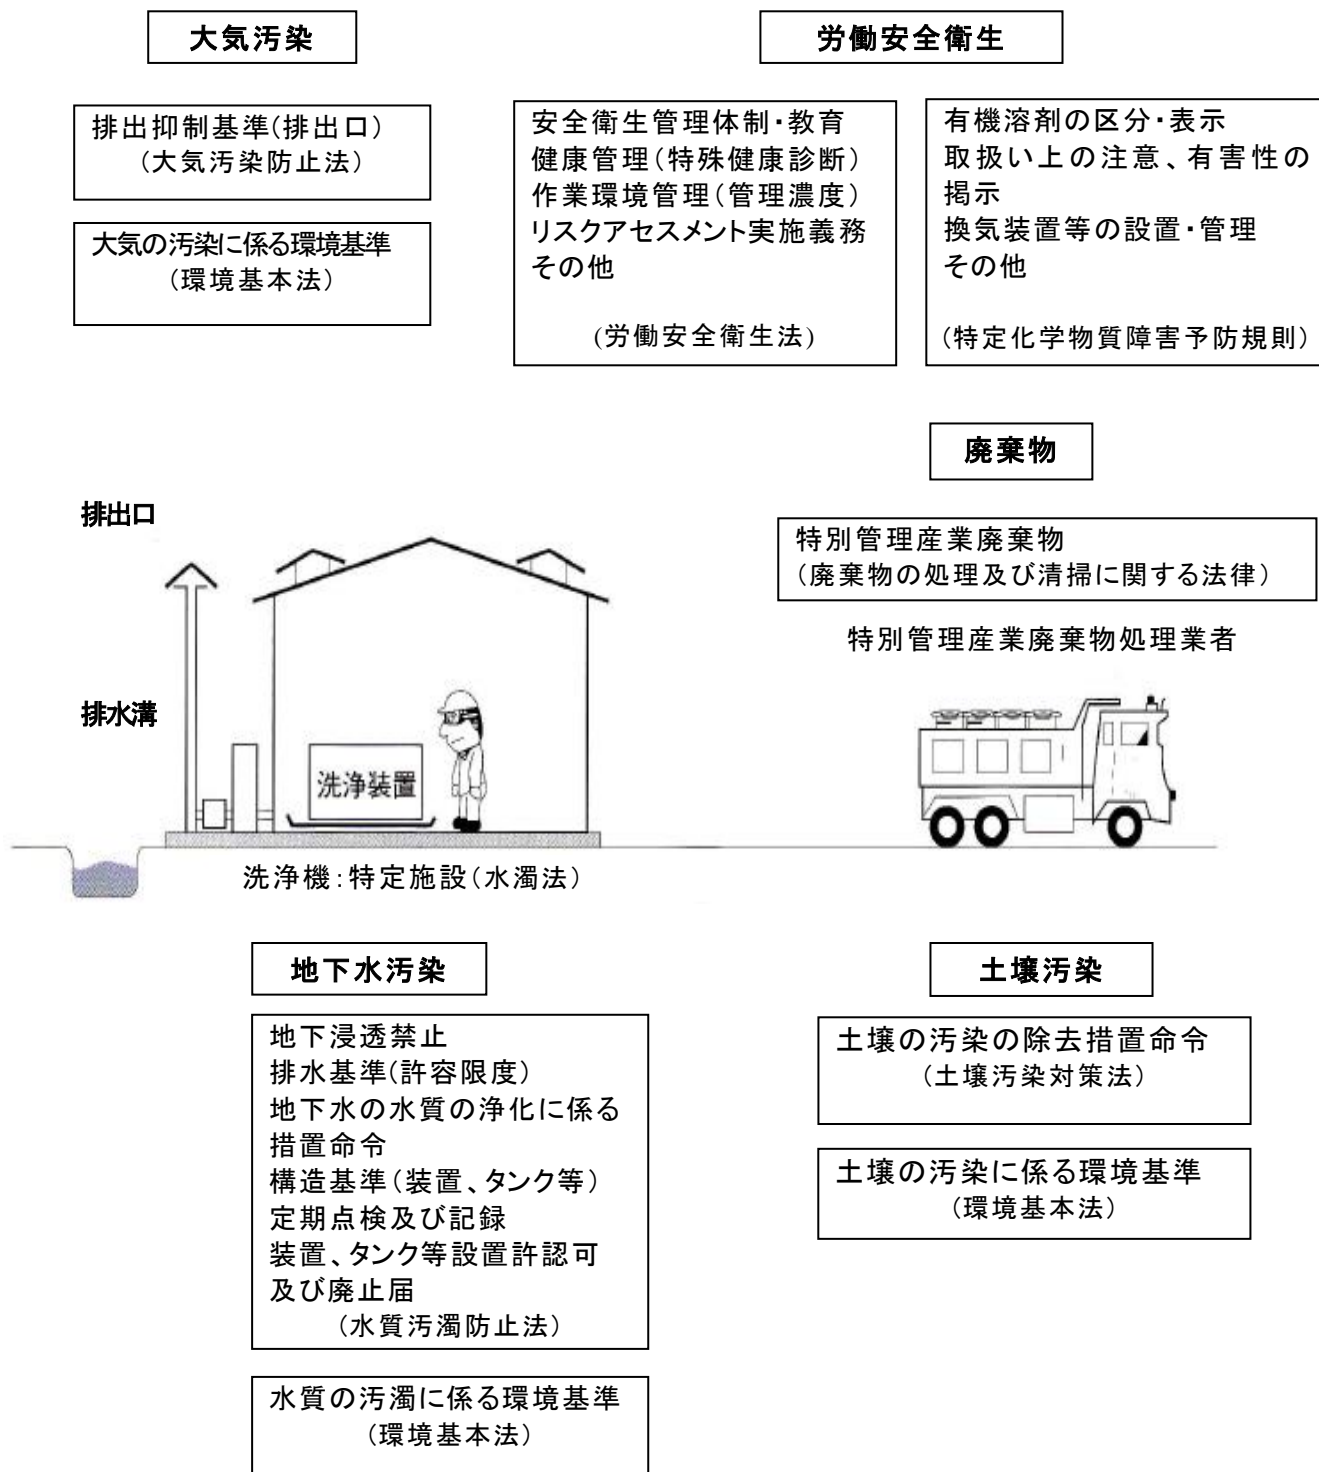 大気汚染
排出抑制基準(排出口)
(大気汚染防止法)
大気の汚染に係る環境基準
(環境基本法)
労働安全衛生
安全衛生管理体制・教育
健康管理(特殊健康診断)
作業環境管理(管理濃度)
リスクアセスメント実施義務
その他
(労働安全衛生法)
有機溶剤の区分・表示
取扱い上の注意、有害性の
掲示
換気装置等の設置・管理
その他
(特定化学物質障害予防規則)
廃棄物
特別管理産業廃棄物
(廃棄物の処理及び清掃に関する法律)
特別管理産業廃棄物処理業者
排出口
排水溝
洗浄装置
洗浄機:特定施設(水濁法)
地下水汚染
地下浸透禁止
排水基準(許容限度)
地下水の水質の浄化に係る
措置命令
構造基準(装置、タンク等)
定期点検及び記録
装置、タンク等設置許認可
及び廃止届
(水質汚濁防止法)
水質の汚濁に係る環境基準
(環境基本法)
土壌汚染
土壌の汚染の除去措置命令
(土壌汚染対策法)
土壌の汚染に係る環境基準
(環境基本法)